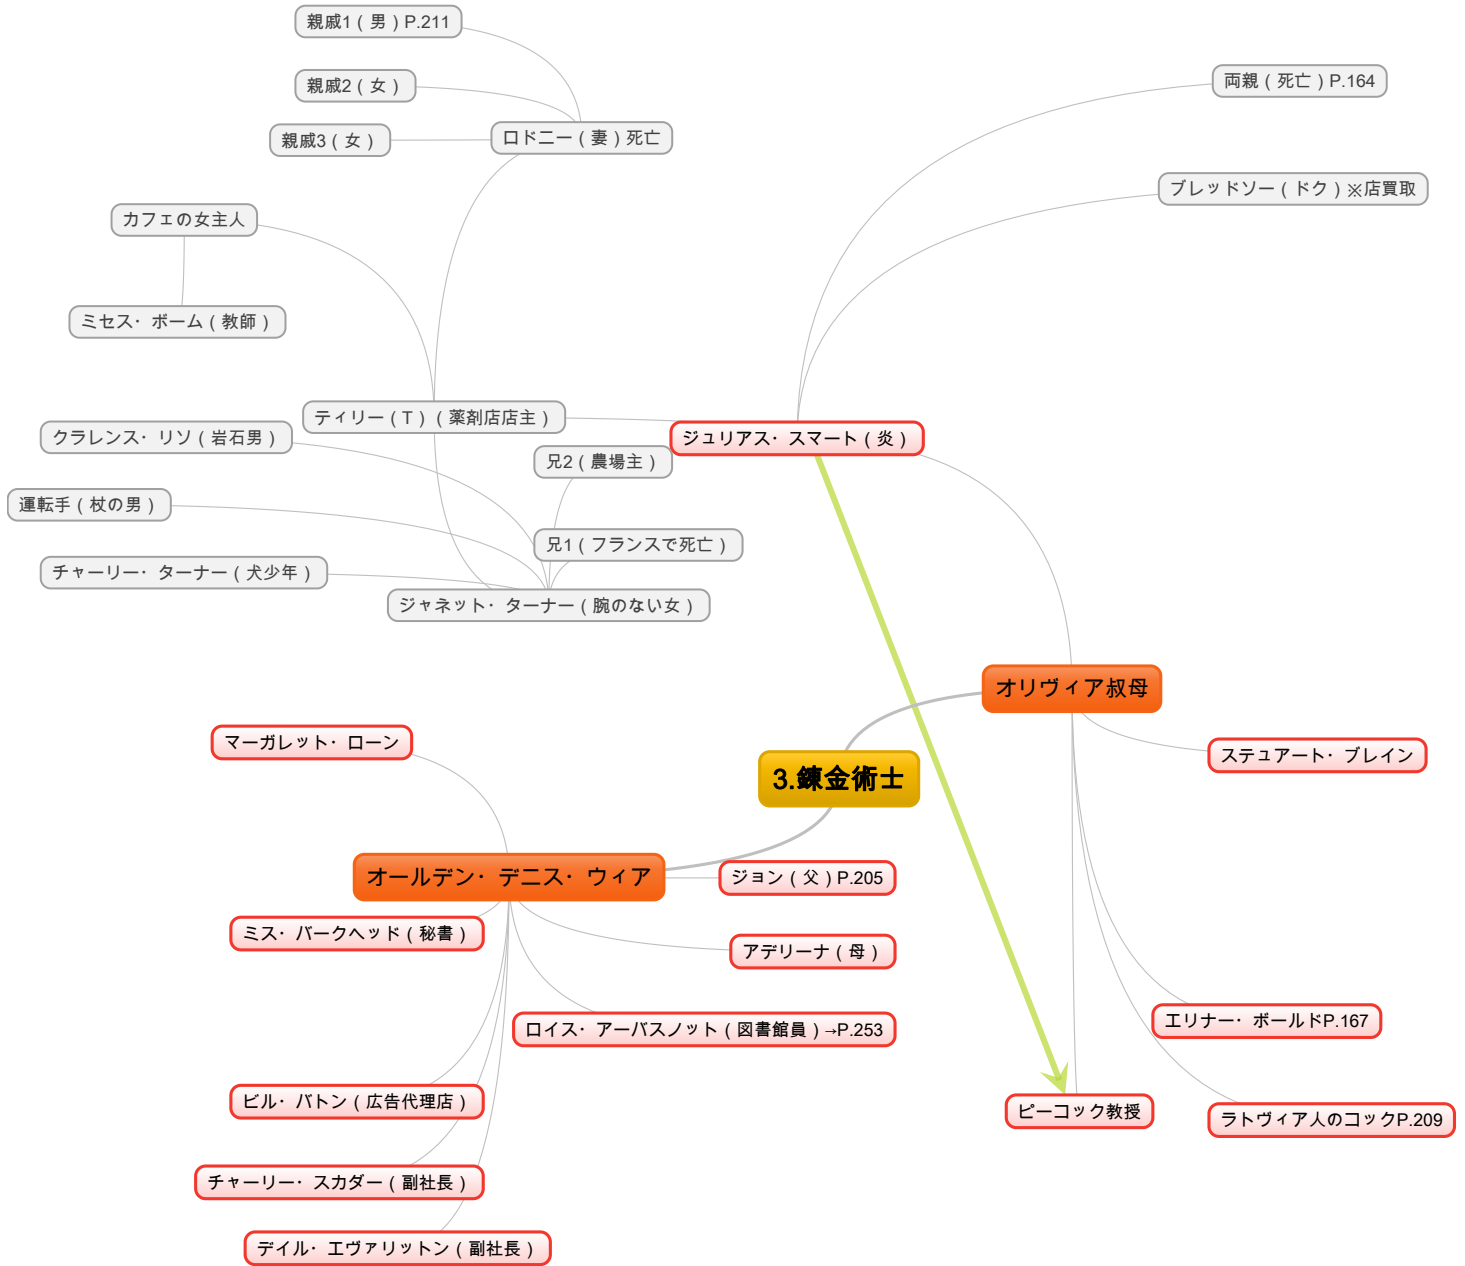 親戚1（男）P.211
両親（死亡）P.164
親戚2（女）
ロドニー（妻）死亡
親戚3（女）
ブレッドソー（ドク）※店買取
カフェの女主人
ミセス・ボーム（教師）
ティリー（T）（薬剤店店主）
クラレンス・リソ（岩石男）
ジュリアス・スマート（炎）
兄2（農場主）
運転手（杖の男）
兄1（フランスで死亡）
チャーリー・ターナー（犬少年）
ジャネット・ターナー（腕のない女）
オリヴィア叔母
マーガレット・ローン
ステュアート・ブレイン
3.錬金術士
オールデン・デニス・ウィア
ジョン（父）P.205
ミス・バークヘッド（秘書）
アデリーナ（母）
エリナー・ボールドP.167
ロイス・アーバスノット（図書館員）→P.253
ビル・バトン（広告代理店）
ピーコック教授
ラトヴィア人のコックP.209
チャーリー・スカダー（副社長）
デイル・エヴァリットン（副社長）